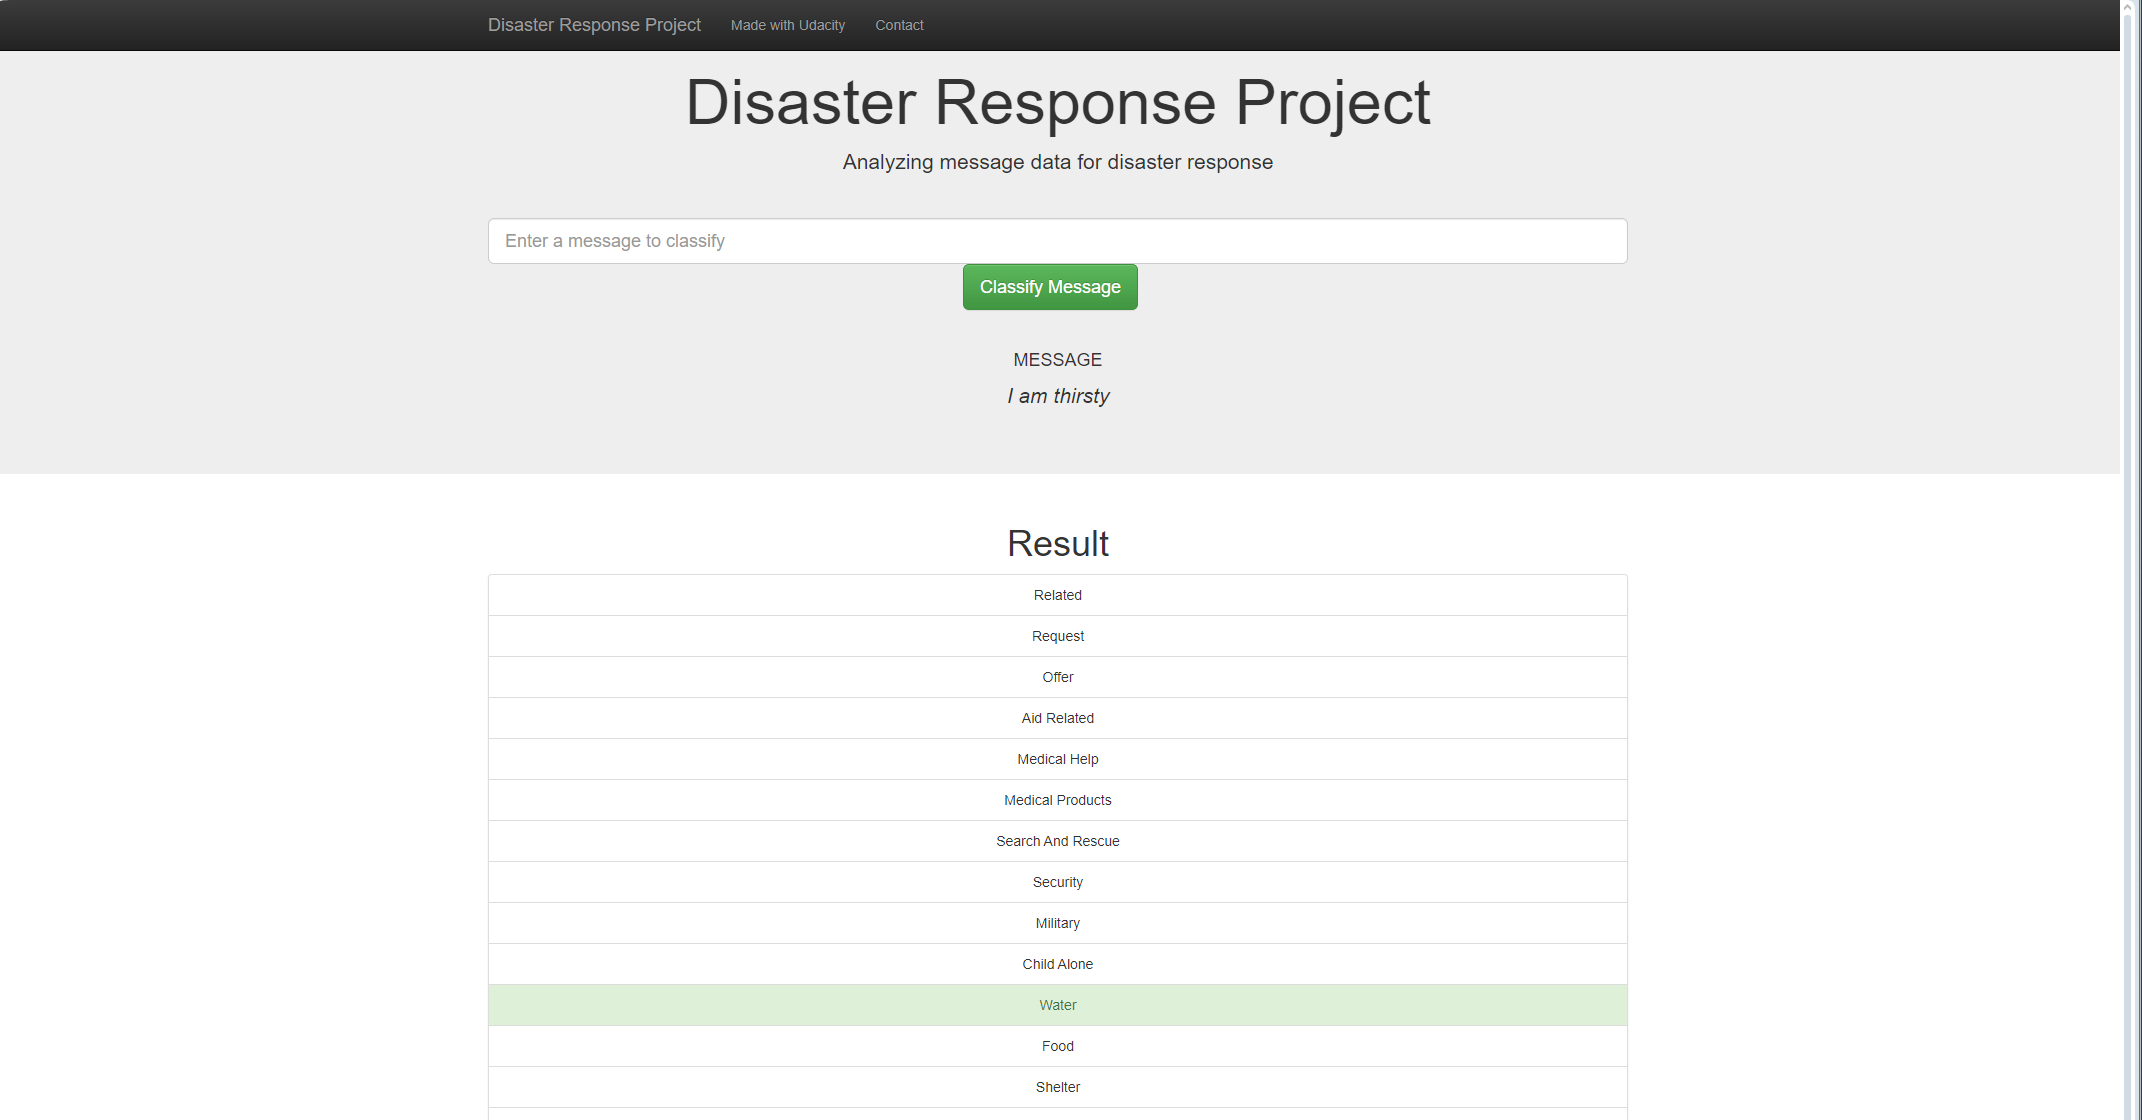 Disaster Response Project Made with Udacity Contact
Disaster Response Project
Analyzing message data for disaster response
Enter a message to classify
Classify Message
MESSAGE
I am thirsty
Result
Related
Request
Offer
Aid Related
Medical Help
Medical Products
Search And Rescue
Security
Military
Child Alone
Water
Food
Shelter